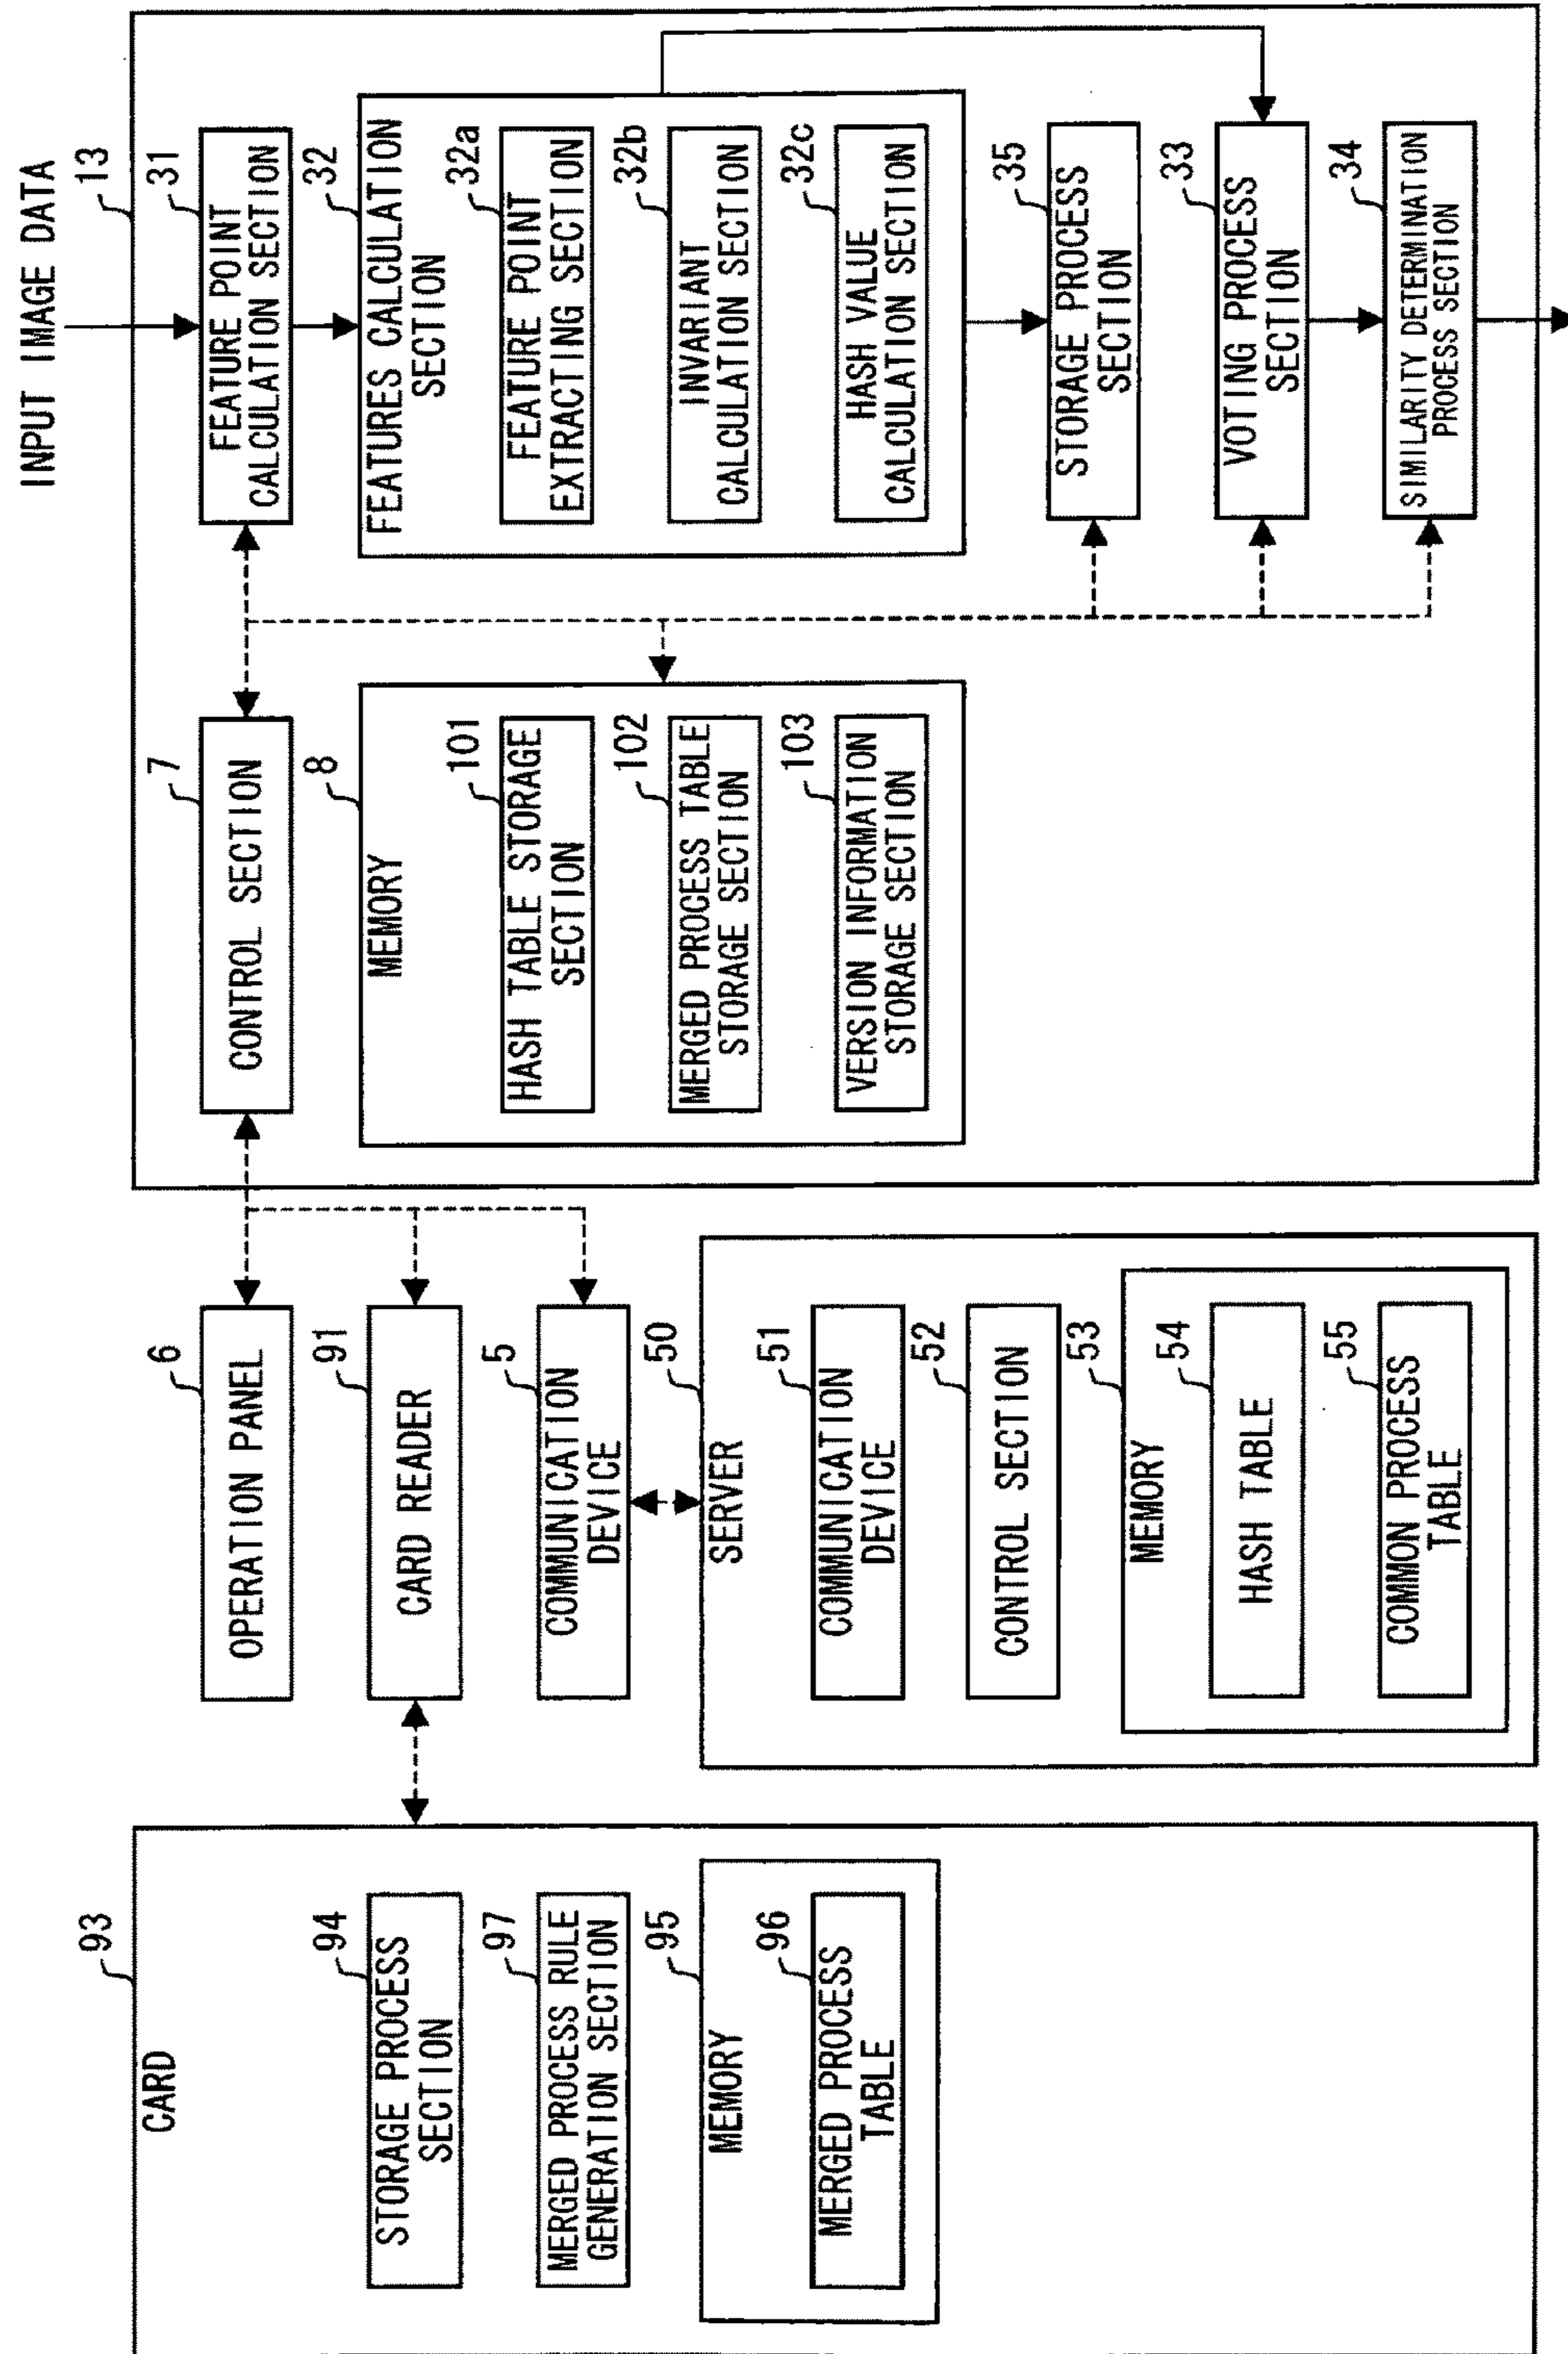 INPUT IMAGE DATA
13
31
FEATURE POINT
CALCULATION SECTION
32
FEATURES CALCULATION
SECTION
32a
FEATURE POINT
EXTRACTING SECTION
32b
INVARIANT
CALCULATION SECTION
32c
HASH VALUE
CALCULATION SECTION
35
STORAGE PROCESS
SECTION
33
VOTING PROCESS
SECTION
34
SIMILARITY DETERMINATION
PROCESS SECTION
7
CONTROL SECTION
8
MEMORY
101
HASH TABLE STORAGE
SECTION
102
MERGED PROCESS TABLE
STORAGE SECTION
103
VERSION INFORMATION
STORAGE SECTION
6
OPERATION PANEL
91
CARD READER
5
COMMUNICATION
DEVICE
50
SERVER
51
COMMUNICATION
DEVICE
52
CONTROL SECTION
53
MEMORY
54
HASH TABLE
55
COMMON PROCESS
TABLE
93
CARD
94
STORAGE PROCESS
SECTION
97
MERGED PROCESS RULE
GENERATION SECTION
95
MEMORY
96
MERGED PROCESS
TABLE